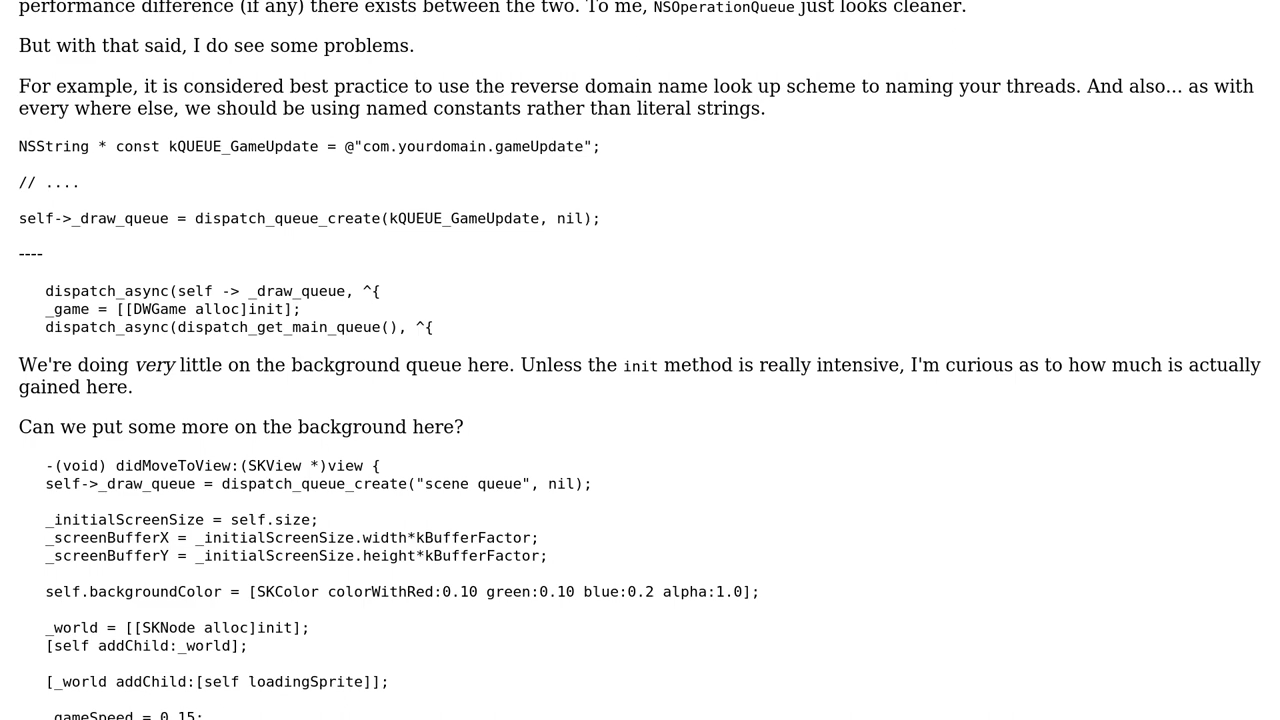 performance difference (if any) there exists between the two. To me, NSOperationQueue just looks cleaner.
But with that said, I do see some problems.
For example, it is considered best practice to use the reverse domain name look up scheme to naming your threads. And also... as with
every where else, we should be using named constants rather than literal strings.
NSString * const kQUEUE_GameUpdate = @"com.yourdomain.gameUpdate";
// ....
self->_draw_queue = dispatch_queue_create(kQUEUE_GameUpdate, nil);
----
dispatch_async(self -> _draw_queue, ^{
_game = [[DWGame alloc]init];
dispatch_async(dispatch_get_main_queue(), ^{
We're doing very little on the background queue here. Unless the init method is really intensive, I'm curious as to how much is actually
gained here.
Can we put some more on the background here?
-(void) didMoveToView:(SKView *)view {
self->_draw_queue = dispatch_queue_create("scene queue", nil);
_initialScreenSize = self.size;
_screenBufferX = _initialScreenSize.width*kBufferFactor;
_screenBufferY = _initialScreenSize.height*kBufferFactor;
self.backgroundColor = [SKColor colorWithRed:0.10 green:0.10 blue:0.2 alpha:1.0];
_world = [[SKNode alloc]init];
[self addChild:_world];
[_world addChild:[self loadingSprite]];
_gameSpeed = 0.15;